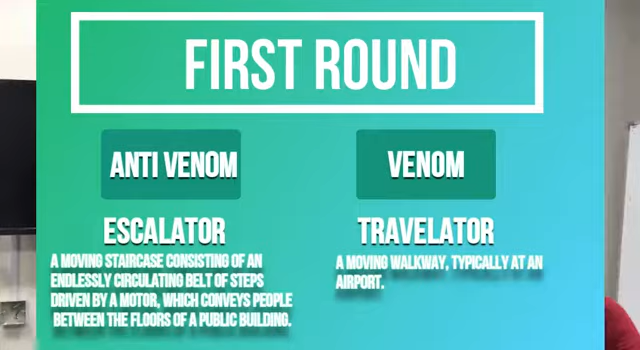 FIRST ROUND
ANTI VENOM
VENOM
ESCALATOR
TRAVELATOR
A MOVING STAIRCASE CONSISTING OF AN
ENDLESSLY CIRCULATING BELT OF STEPS
DRIVEN BY A MOTOR, WHICH CONVEYS PEOPLE
BETWEEN THE FLOORS OF A PUBLIC BUILDING.
A MOVING WALKWAY, TYPICALLY AT AN
AIRPORT.